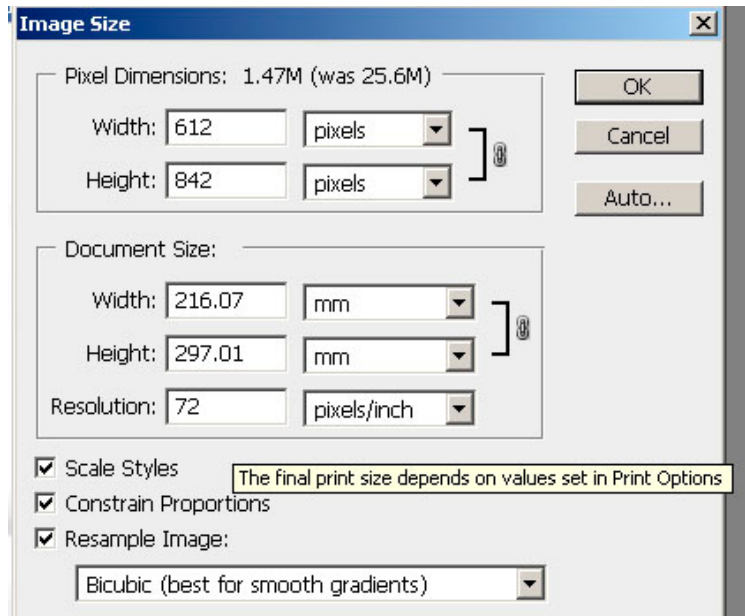 Image Size
Pixel Dimensions: 1.47M (was 25.6M)
Width: 612 pixels
Height: 842 pixels
OK
Cancel
Auto...
Document Size:
Width: 216.07 mm
Height: 297.01 mm
Resolution: 72 pixels/inch
Scale Styles
The final print size depends on values set in Print Options
Constrain Proportions
Resample Image:
Bicubic (best for smooth gradients)